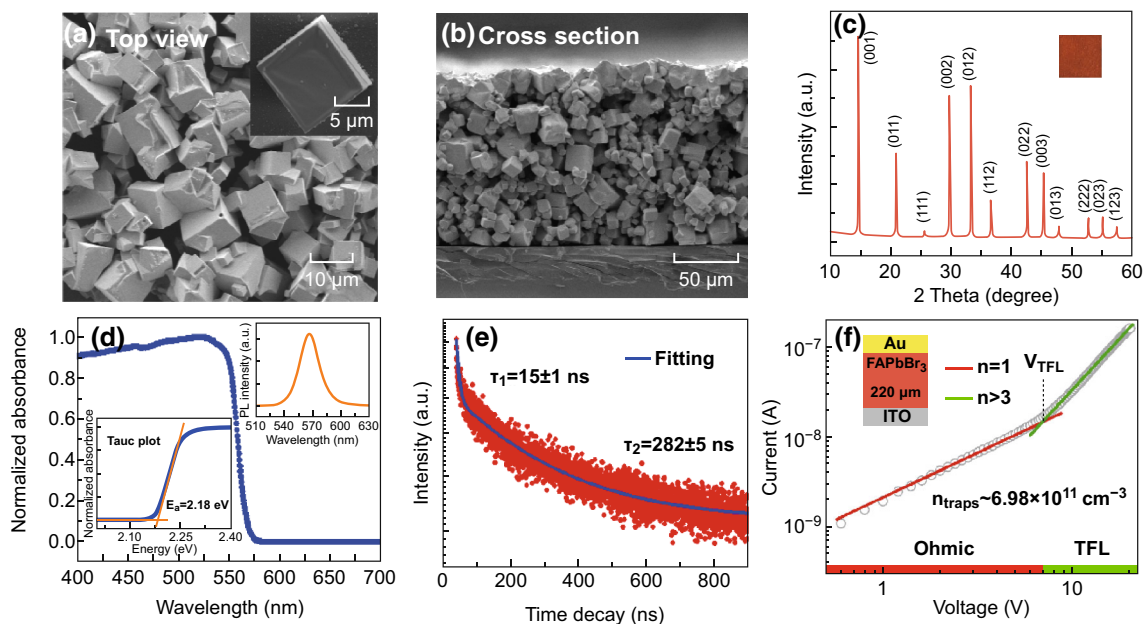 (a) Top view
5 μm
10 μm
(b) Cross section
50 μm
(c)
Intensity (a.u.)
(001)
(011)
(111)
(002)
(012)
(112)
(022)
(003)
(013)
(222)
(023)
(123)
10 20 30 40 50 60
2 Theta (degree)
(d)
Normalized absorbance
1.0
0.8
0.6
0.4
0.2
0.0
400 450 500 550 600 650 700
Wavelength (nm)
PL intensity (a.u.)
510 540 570 600 630
Wavelength (nm)
Tauc plot
Normalized absorbance
Eₐ=2.18 eV
2.10 2.25 2.40
Energy (eV)
(e)
Fitting
τ₁=15±1 ns
τ₂=282±5 ns
Intensity (a.u.)
0 200 400 600 800
Time decay (ns)
(f)
Au
FAPbBr₃
220 μm
ITO
n=1
n>3
V_TFL
n_traps~6.98×10¹¹ cm⁻³
Ohmic
TFL
Current (A)
10⁻⁷
10⁻⁸
10⁻⁹
1 10
Voltage (V)